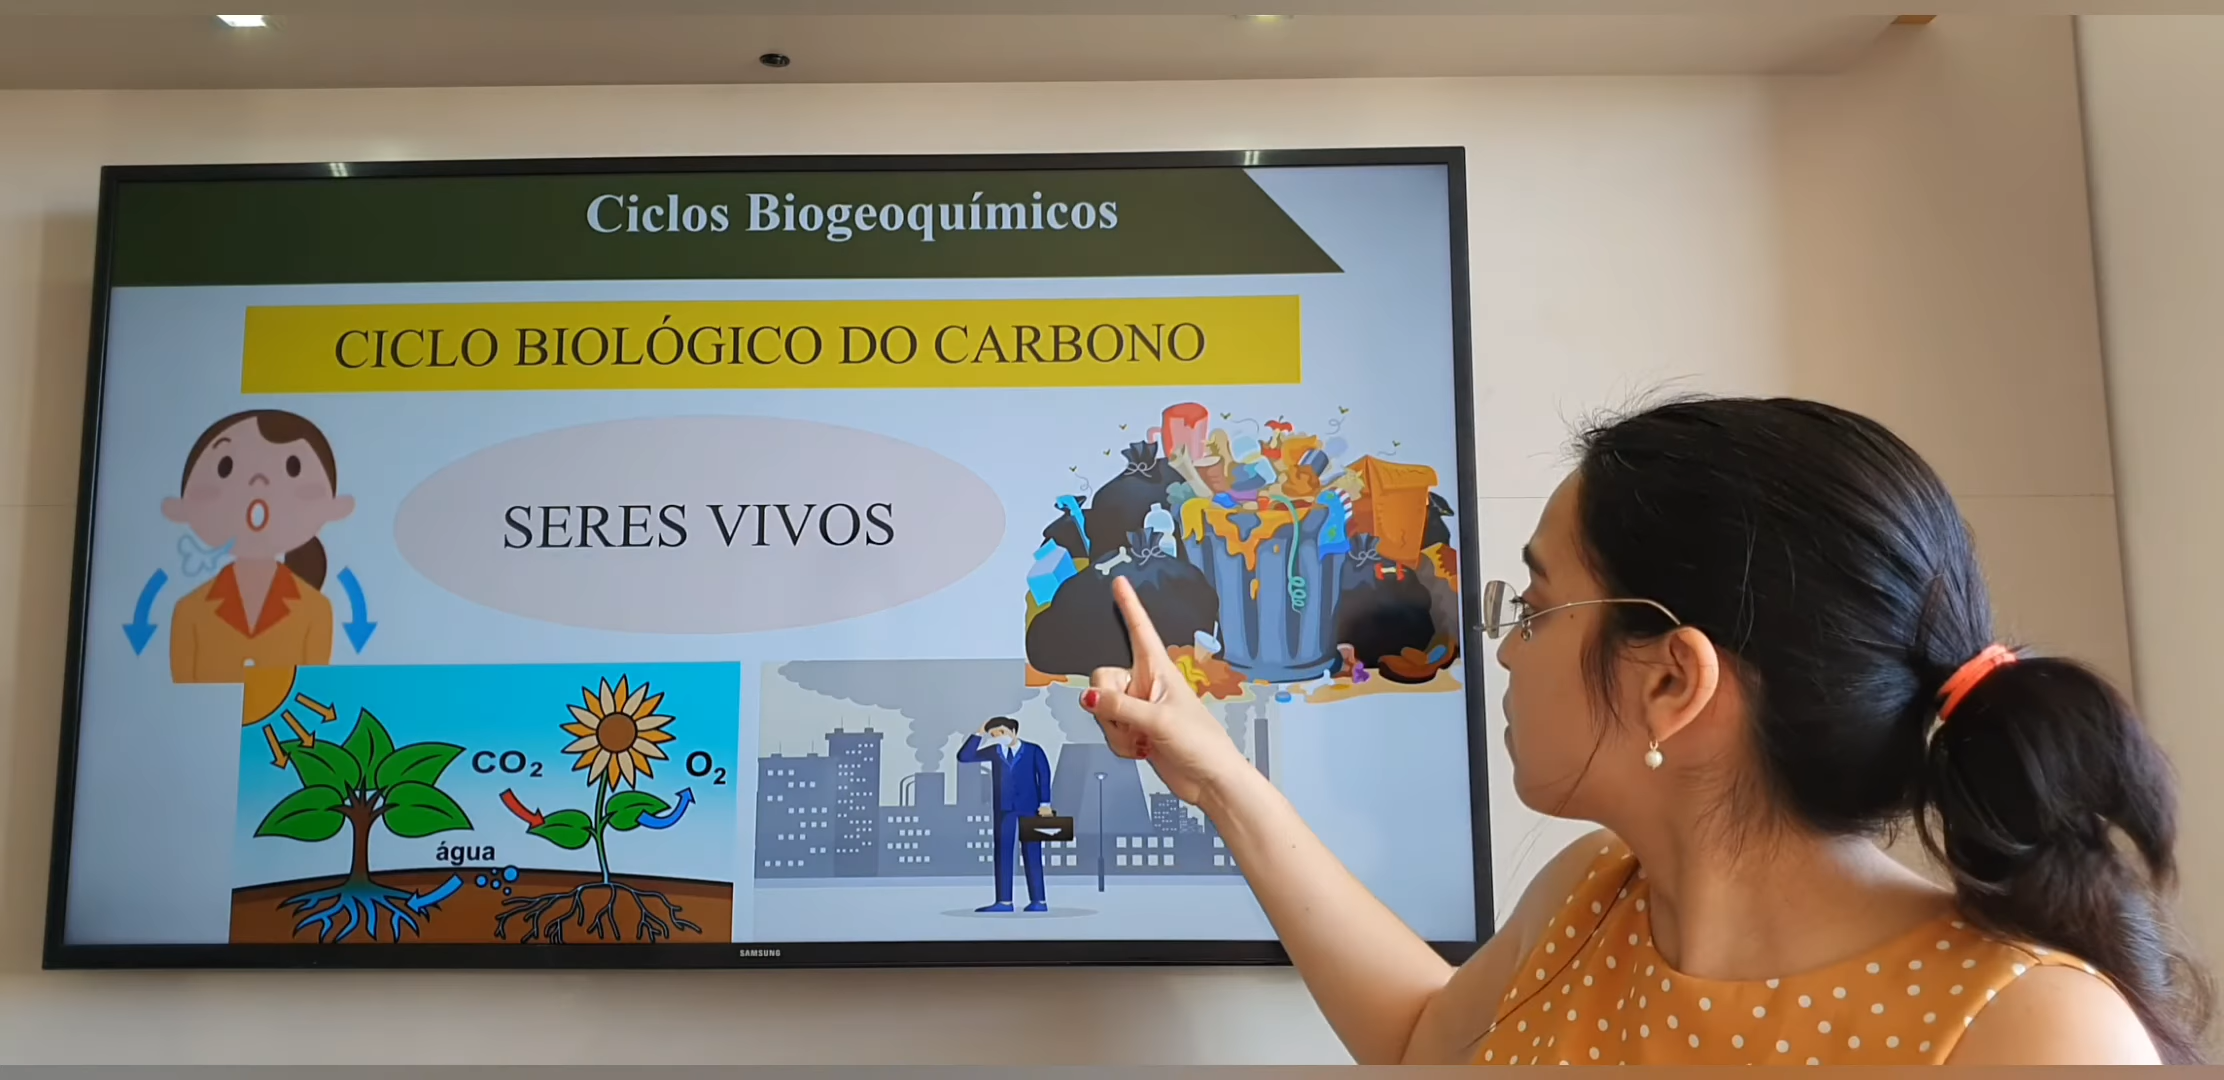 Ciclos Biogeoquímicos
CICLO BIOLÓGICO DO CARBONO
SERES VIVOS
CO₂
O₂
água
SAMSUNG